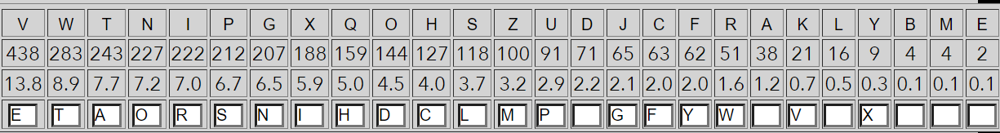 V W T N I P G X Q O H S Z U D J C F R A K L Y B M E
438 283 243 227 222 212 207 188 159 144 127 118 100 91 71 65 63 62 51 38 21 16 9 4 4 2
13.8 8.9 7.7 7.2 7.0 6.7 6.5 5.9 5.0 4.5 4.0 3.7 3.2 2.9 2.2 2.1 2.0 2.0 1.6 1.2 0.7 0.5 0.3 0.1 0.1 0.1
E T A O R S N I H D C L M P G F Y W V X